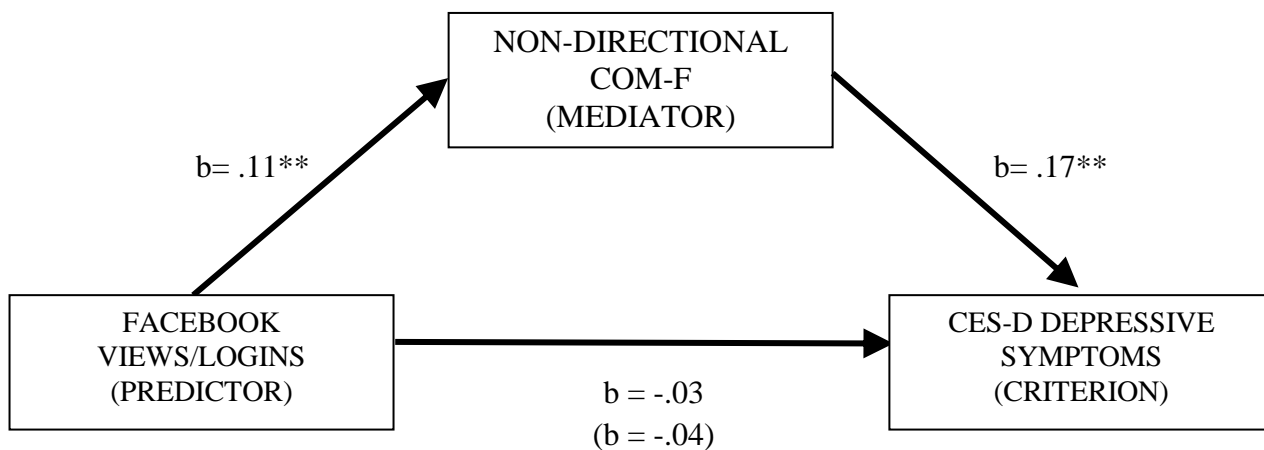 NON-DIRECTIONAL
COM-F
(MEDIATOR)
b= .11**
b= .17**
FACEBOOK
VIEWS/LOGINS
(PREDICTOR)
CES-D DEPRESSIVE
SYMPTOMS
(CRITERION)
b = -.03
(b = -.04)